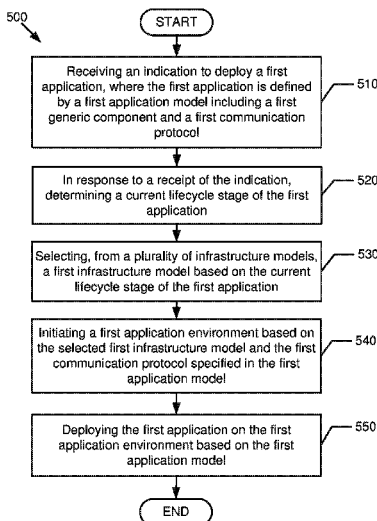 500
START
Receiving an indication to deploy a first
application, where the first application is defined
by a first application model including a first
generic component and a first communication
protocol
510
In response to a receipt of the indication,
determining a current lifecycle stage of the first
application
520
Selecting, from a plurality of infrastructure models,
a first infrastructure model based on the current
lifecycle stage of the first application
530
Initiating a first application environment based on
the selected first infrastructure model and the first
communication protocol specified in the first
application model
540
Deploying the first application on the first
application environment based on the first
application model
550
END